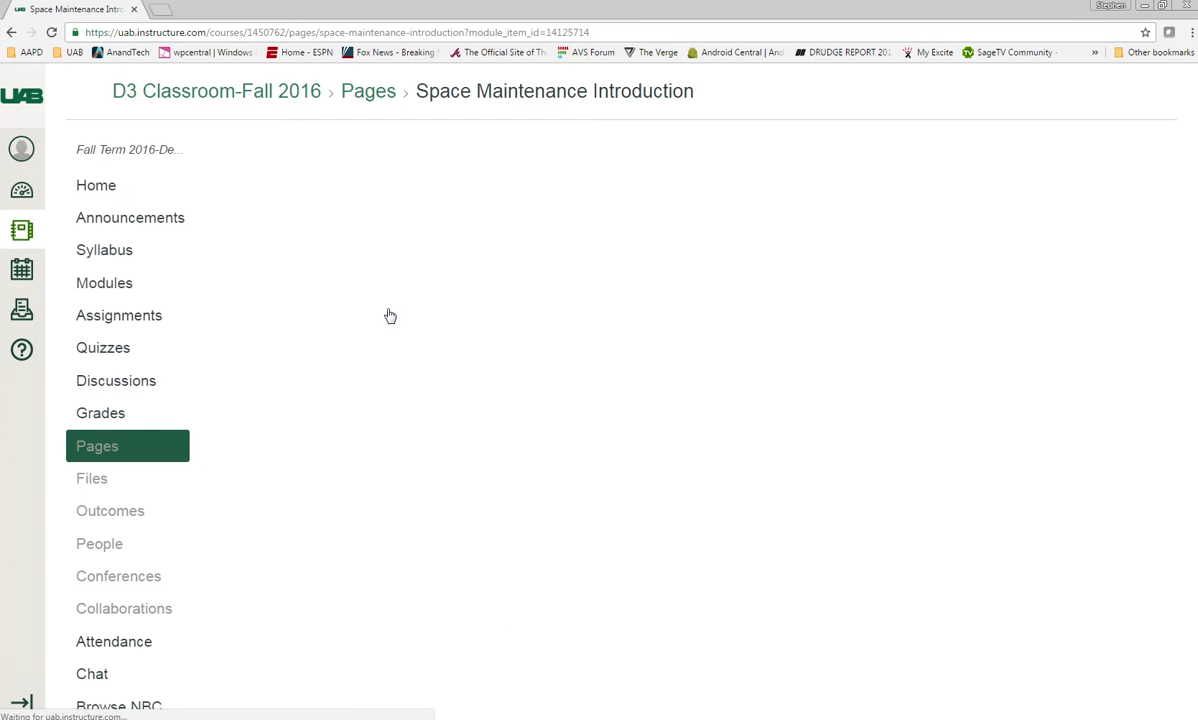 Space Maintenance Intro
Stephen
https://uab.instructure.com/courses/1450762/pages/space-maintenance-introduction?module_item_id=14125714
AAPD UAB AnandTech wpcentral | Windows Home - ESPN Fox News - Breaking The Official Site of Th AVS Forum The Verge Android Central | And DRUDGE REPORT 201 My Excite SageTV Community - » Other bookmarks
UAB
D3 Classroom-Fall 2016 › Pages › Space Maintenance Introduction
Fall Term 2016-De...
Home
Announcements
Syllabus
Modules
Assignments
Quizzes
Discussions
Grades
Pages
Files
Outcomes
People
Conferences
Collaborations
Attendance
Chat
Browse NBC
Waiting for uab.instructure.com...